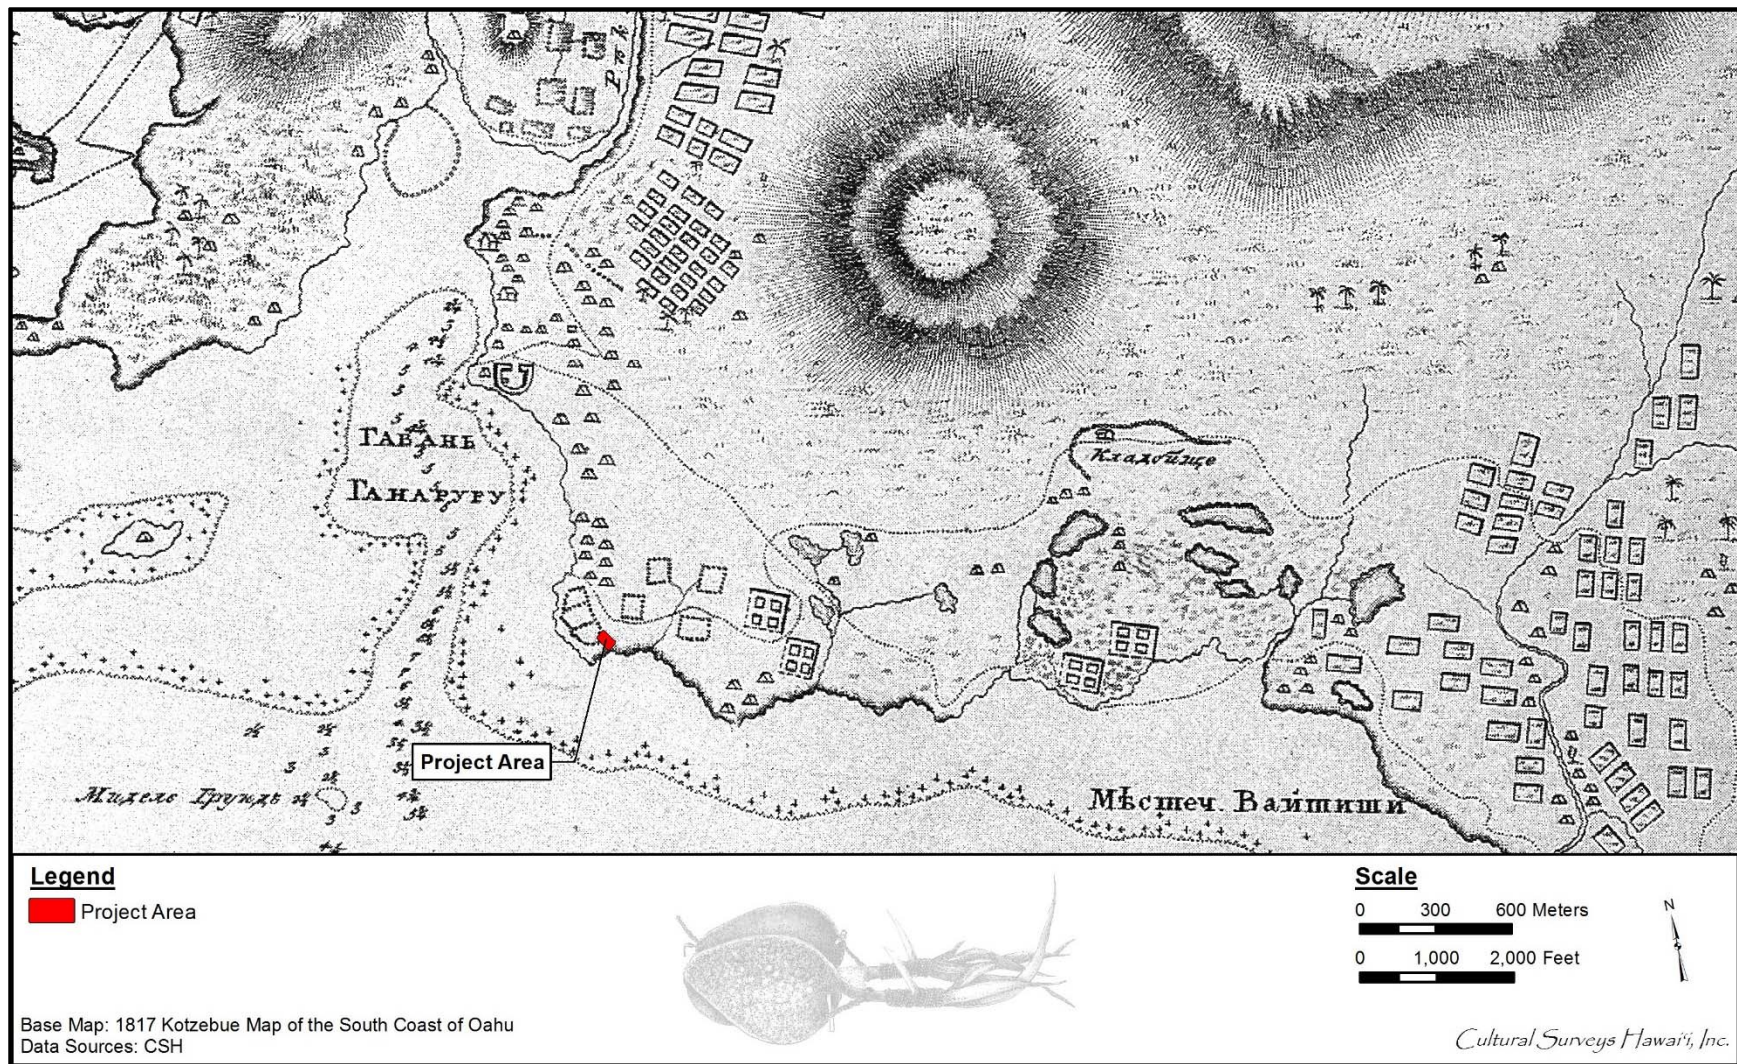 Рѣк.
ГАВАНЬ
ГАНАРУРУ
Кладбище
Project Area
Мидель Грундъ
Мѣстеч. Вайтиши
Legend
Project Area
Scale
0 300 600 Meters
0 1,000 2,000 Feet
N
Base Map: 1817 Kotzebue Map of the South Coast of Oahu
Data Sources: CSH
Cultural Surveys Hawai‘i, Inc.